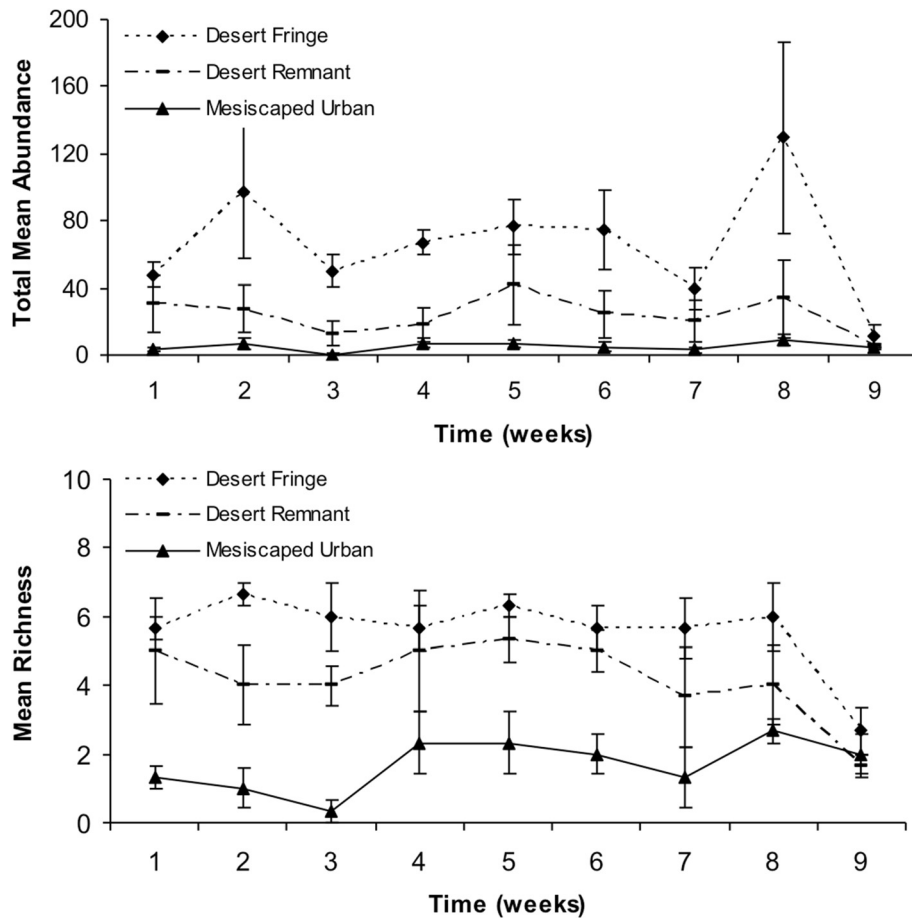 Total Mean Abundance
200
160
120
80
40
0
Desert Fringe
Desert Remnant
Mesiscaped Urban
1 2 3 4 5 6 7 8 9
Time (weeks)
Mean Richness
10
8
6
4
2
0
Desert Fringe
Desert Remnant
Mesiscaped Urban
1 2 3 4 5 6 7 8 9
Time (weeks)